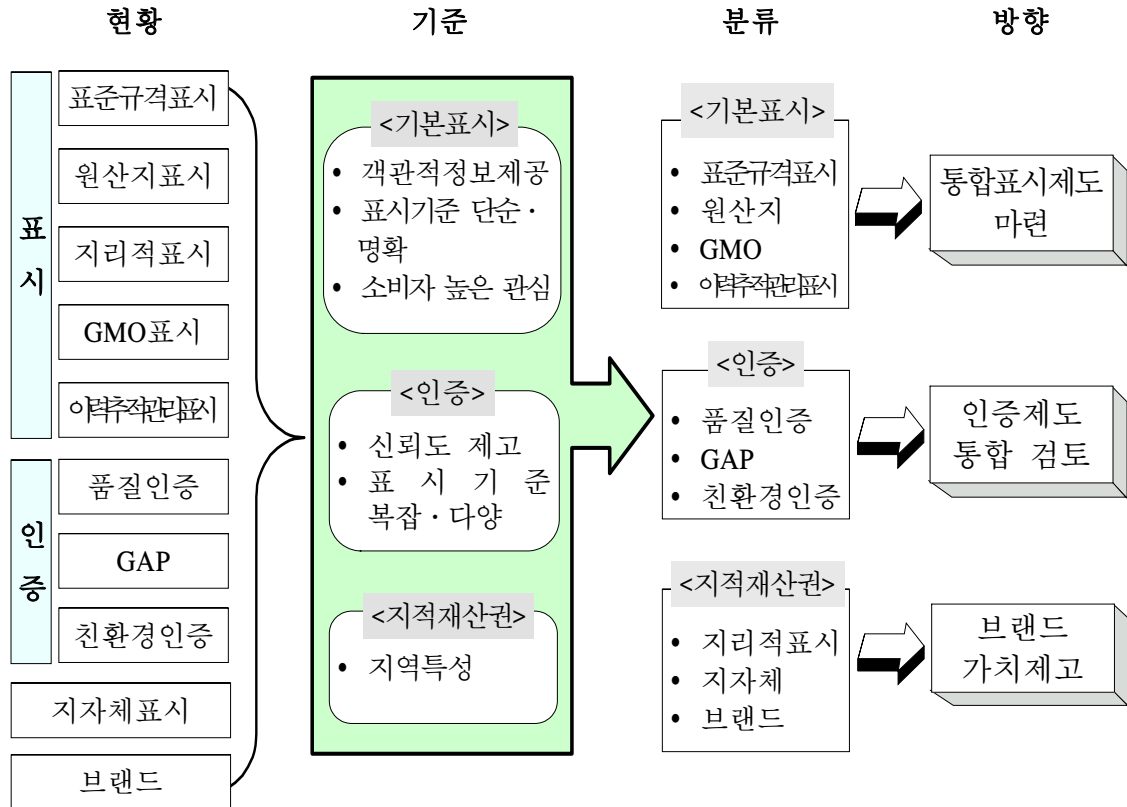 현황
기준
분류
방향
표시
표준규격표시
원산지표시
지리적표시
GMO표시
이력추적관리표시
인증
품질인증
GAP
친환경인증
지자체표시
브랜드
<기본표시>
• 객관적정보제공
• 표시기준 단순·
명확
• 소비자 높은 관심
<인증>
• 신뢰도 제고
• 표 시 기 준
복잡·다양
<지적재산권>
• 지역특성
<기본표시>
• 표준규격표시
• 원산지
• GMO
• 이력추적관리표시
<인증>
• 품질인증
• GAP
• 친환경인증
<지적재산권>
• 지리적표시
• 지자체
• 브랜드
통합표시제도
마련
인증제도
통합 검토
브랜드
가치제고